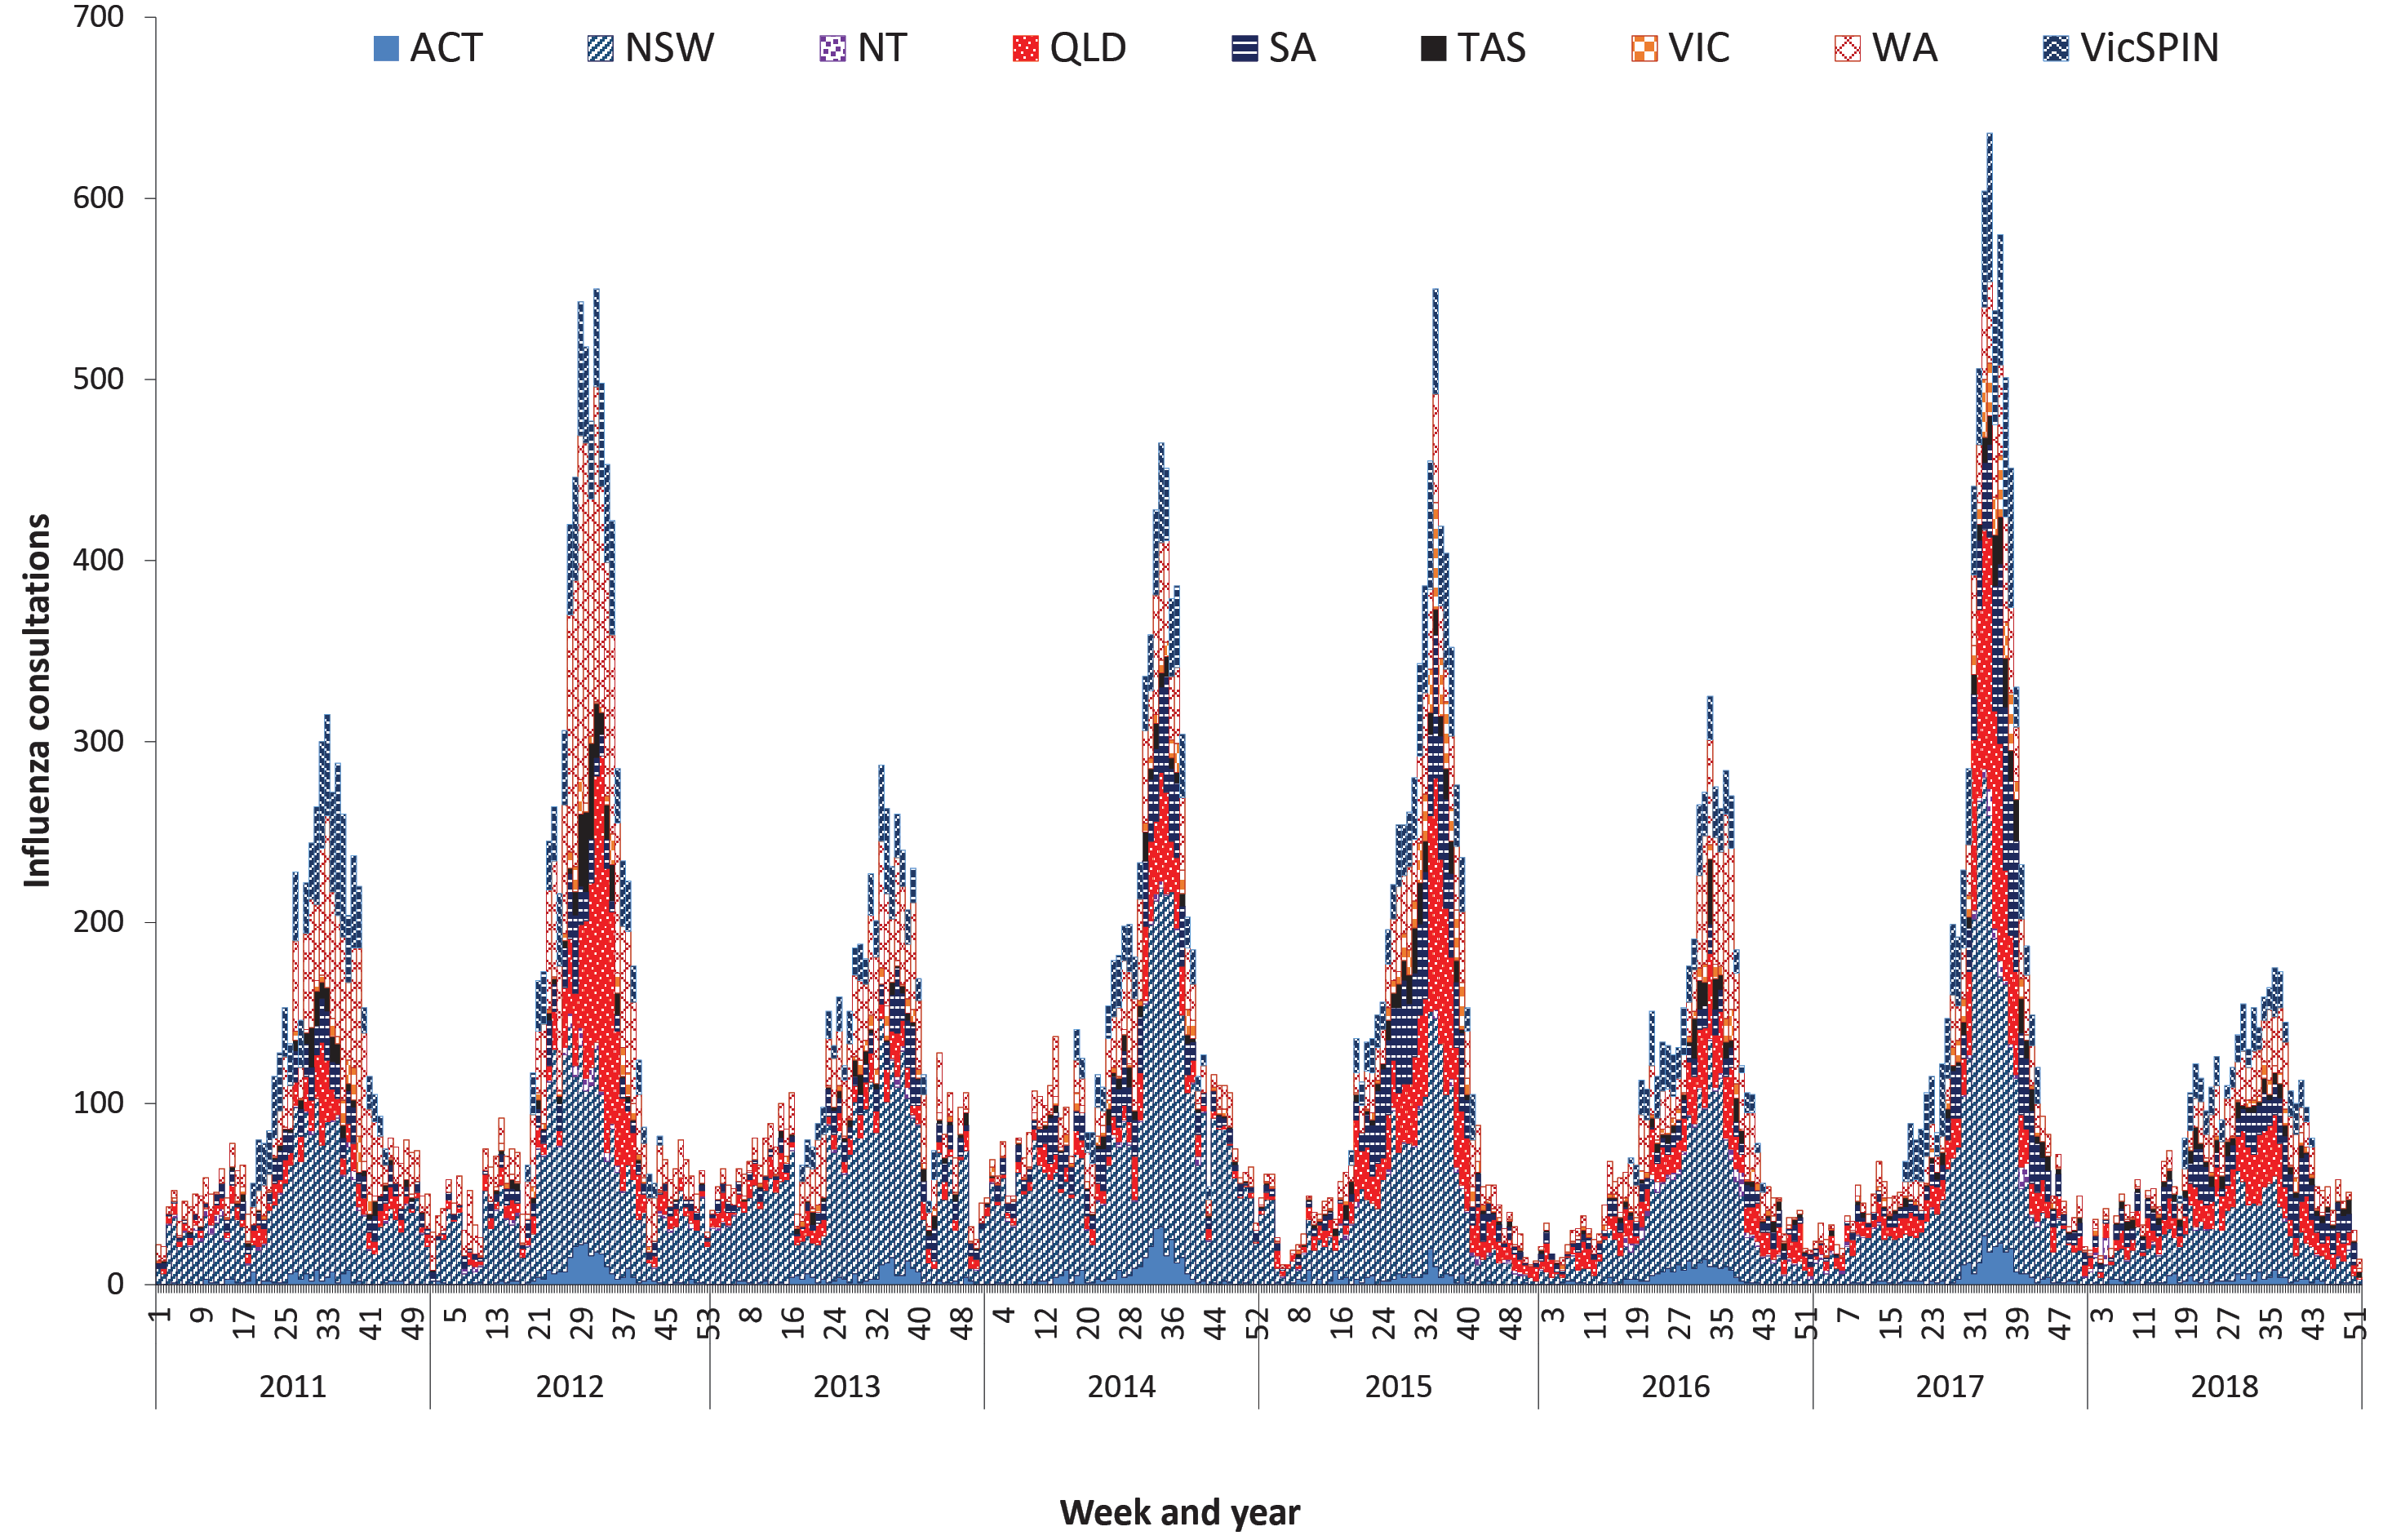 700
ACT NSW NT QLD SA TAS VIC WA VicSPIN
600
500
400
300
200
100
0
Influenza consultations
1 9 17 25 33 41 49 5 13 21 29 37 45 53 8 16 24 32 40 48 4 12 20 28 36 44 52 8 16 24 32 40 48 3 11 19 27 35 43 51 7 15 23 31 39 47 3 11 19 27 35 43 51
2011 2012 2013 2014 2015 2016 2017 2018
Week and year